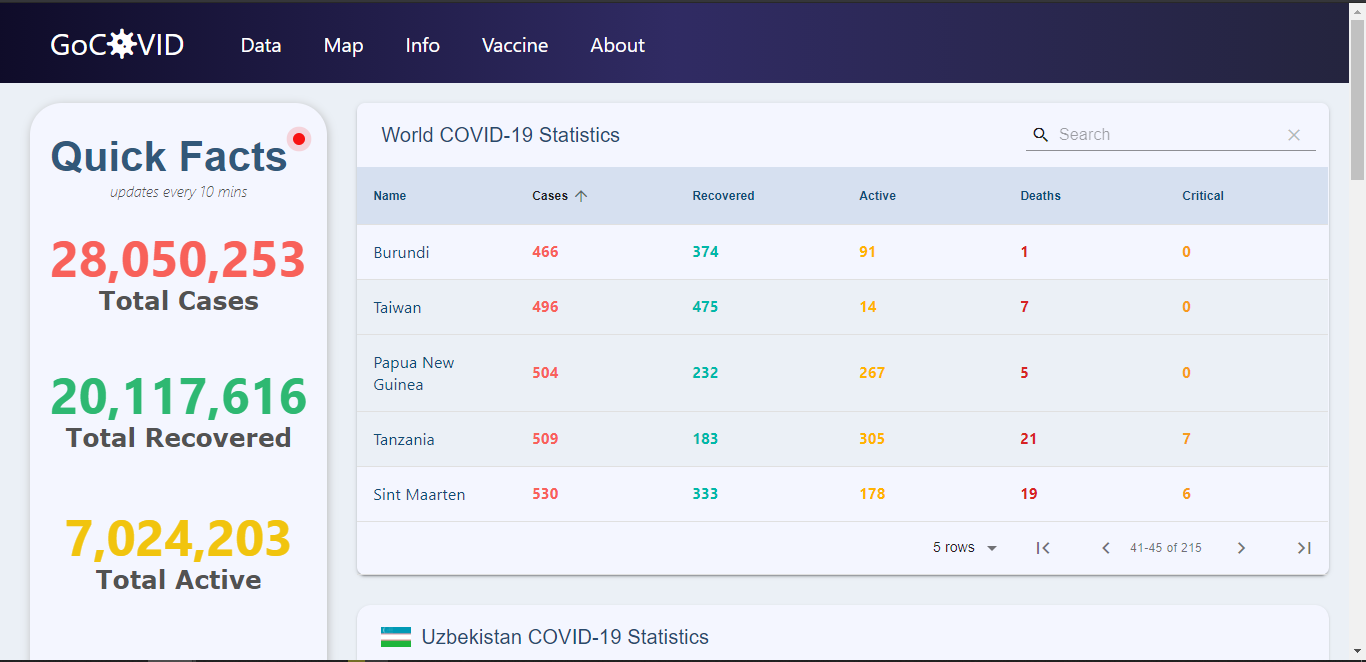 GoCOVID Data Map Info Vaccine About
Quick Facts
updates every 10 mins
28,050,253
Total Cases
20,117,616
Total Recovered
7,024,203
Total Active
World COVID-19 Statistics Search
Name Cases Recovered Active Deaths Critical
Burundi 466 374 91 1 0
Taiwan 496 475 14 7 0
Papua New
Guinea 504 232 267 5 0
Tanzania 509 183 305 21 7
Sint Maarten 530 333 178 19 6
5 rows 41-45 of 215
Uzbekistan COVID-19 Statistics